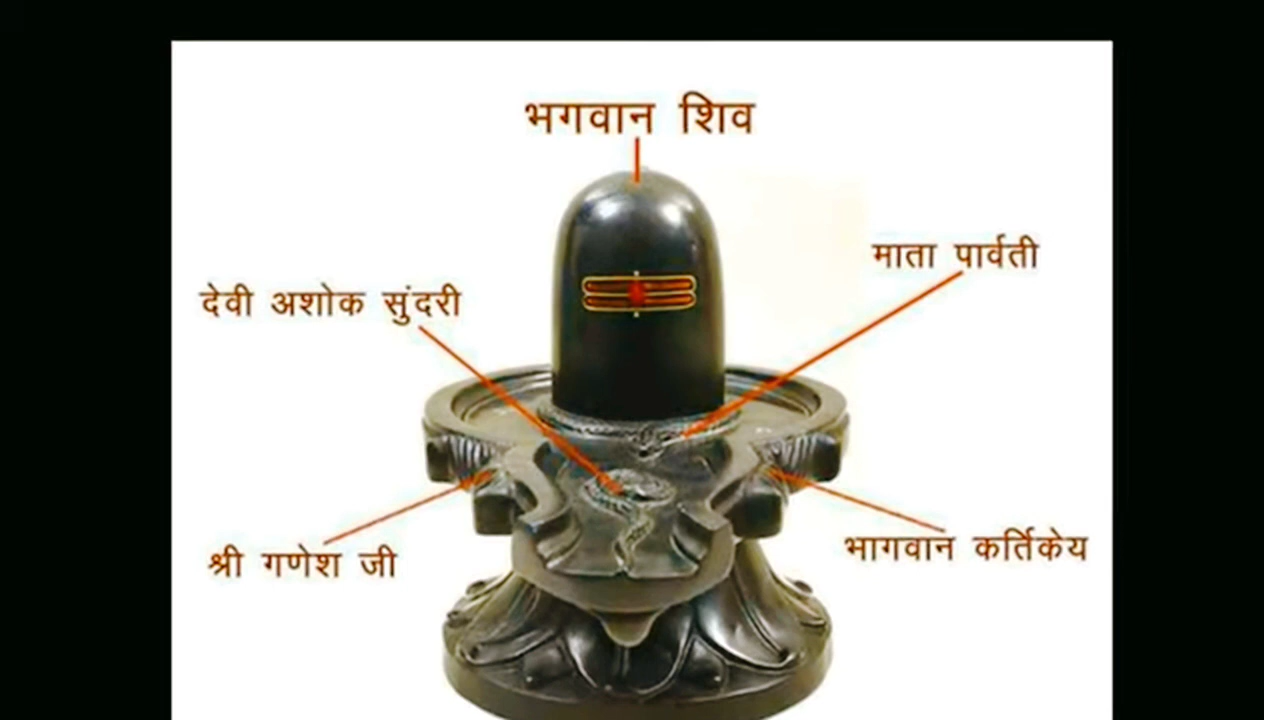 भगवान शिव
माता पार्वती
देवी अशोक सुंदरी
श्री गणेश जी
भागवान कर्तिकेय